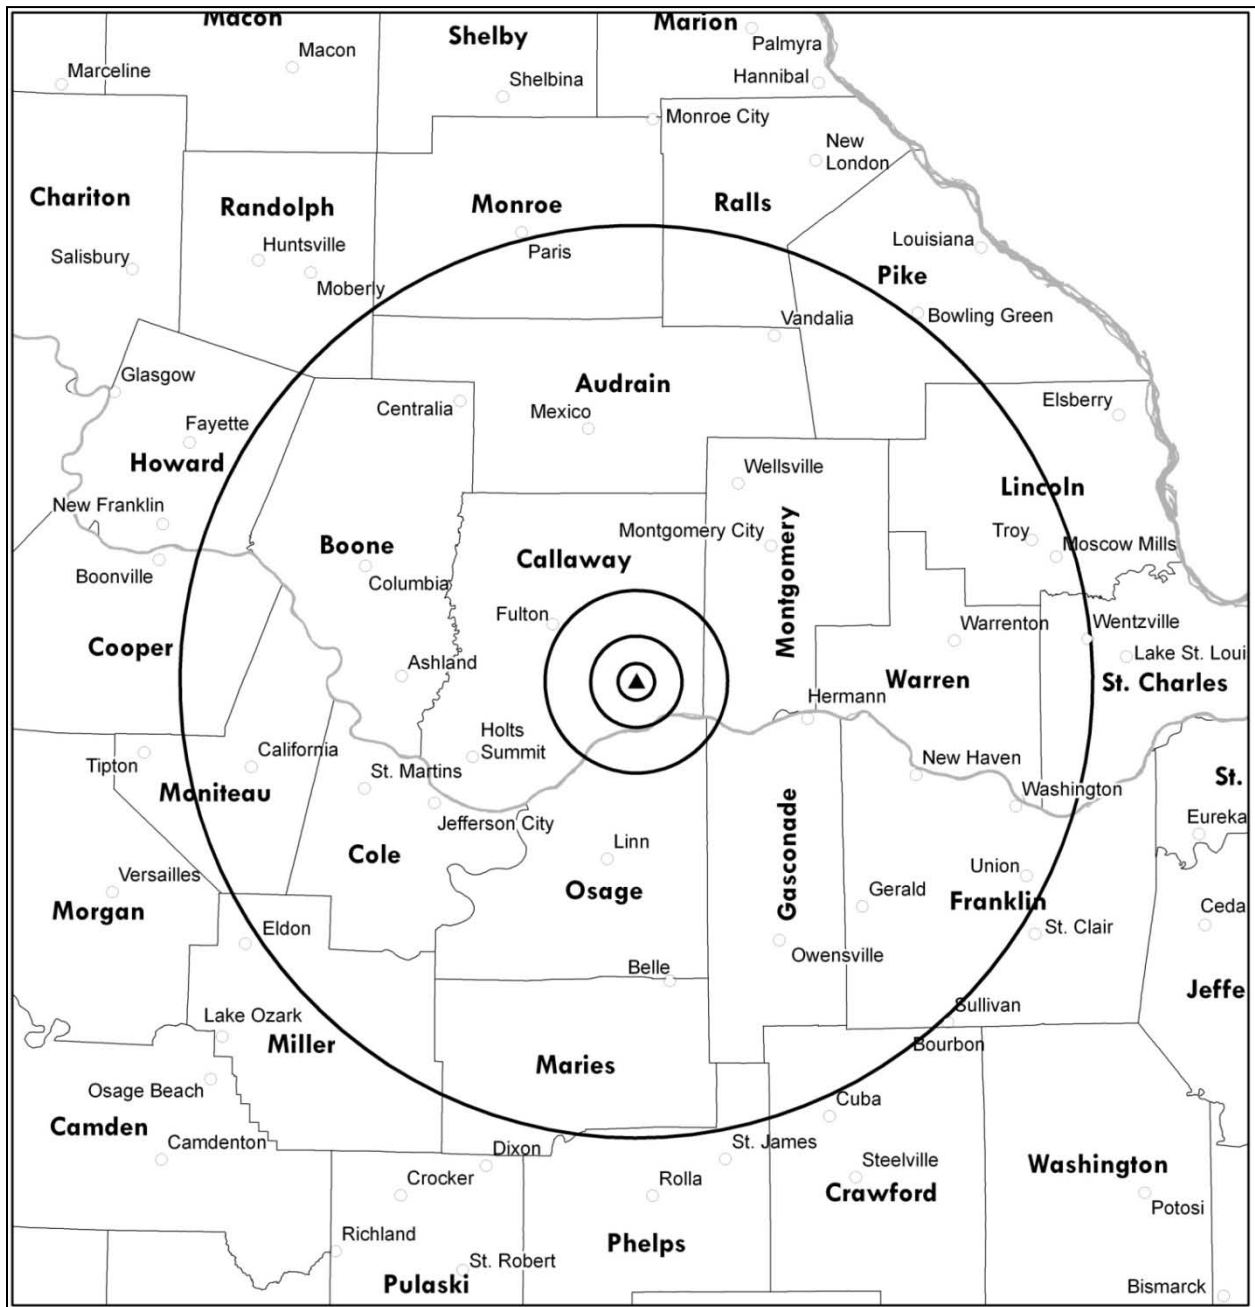 Macon
Shelby
Marion
Macon
Palmyra
Marceline
Shelbina
Hannibal
Monroe City
New
London
Chariton
Randolph
Monroe
Ralls
Huntsville
Salisbury
Paris
Louisiana
Moberly
Pike
Vandalia
Bowling Green
Glasgow
Audrain
Centralia
Mexico
Elsberry
Fayette
Howard
Wellsville
Lincoln
New Franklin
Montgomery City
Montgomery
Troy
Moscow Mills
Boone
Callaway
Boonville
Columbia
Fulton
Warrenton
Wentzville
Cooper
Ashland
Lake St. Loui
Warren
St. Charles
Hermann
Holts
Summit
Tipton
California
St. Martins
New Haven
St.
Moniteau
Washington
Jefferson City
Eureka
Cole
Linn
Gasconade
Union
Versailles
Osage
Gerald
Franklin
Morgan
Ceda
Eldon
St. Clair
Owensville
Belle
Jeffe
Lake Ozark
Sullivan
Miller
Bourbon
Maries
Osage Beach
Cuba
Camden
Camdenton
Dixon
St. James
Crocker
Steelville
Washington
Rolla
Crawford
Potosi
Richland
Phelps
St. Robert
Pulaski
Bismarck